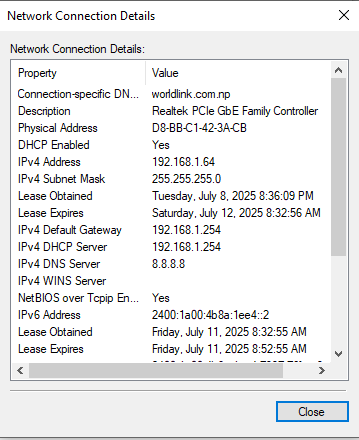 Network Connection Details
Network Connection Details:
Property Value
Connection-specific DN... worldlink.com.np
Description Realtek PCIe GbE Family Controller
Physical Address D8-BB-C1-42-3A-CB
DHCP Enabled Yes
IPv4 Address 192.168.1.64
IPv4 Subnet Mask 255.255.255.0
Lease Obtained Tuesday, July 8, 2025 8:36:09 PM
Lease Expires Saturday, July 12, 2025 8:32:56 AM
IPv4 Default Gateway 192.168.1.254
IPv4 DHCP Server 192.168.1.254
IPv4 DNS Server 8.8.8.8
IPv4 WINS Server
NetBIOS over Tcpip En... Yes
IPv6 Address 2400:1a00:4b8a:1ee4::2
Lease Obtained Friday, July 11, 2025 8:32:55 AM
Lease Expires Friday, July 11, 2025 8:52:55 AM
Close